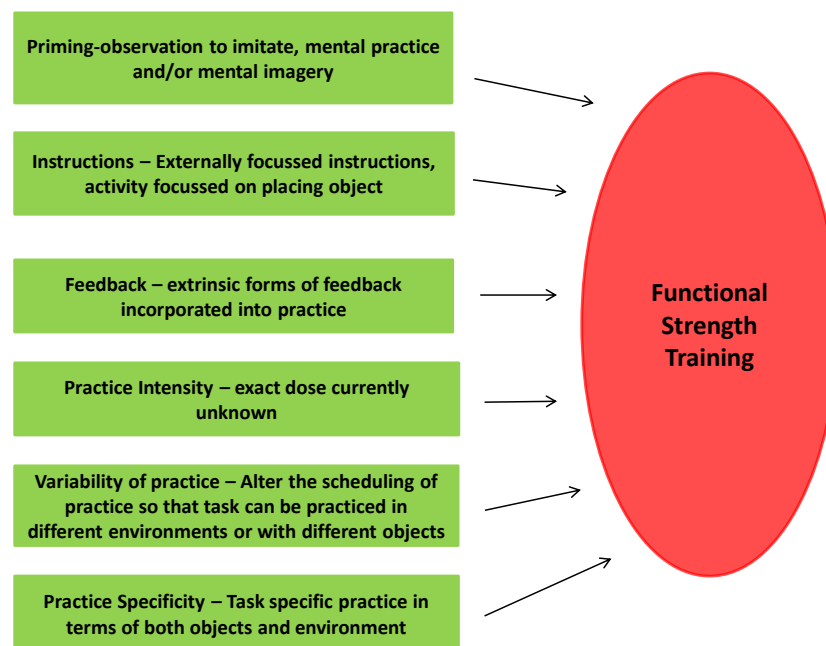 Priming-observation to imitate, mental practice
and/or mental imagery
Instructions – Externally focussed instructions,
activity focussed on placing object
Feedback – extrinsic forms of feedback
incorporated into practice
Practice Intensity – exact dose currently
unknown
Variability of practice – Alter the scheduling of
practice so that task can be practiced in
different environments or with different objects
Practice Specificity – Task specific practice in
terms of both objects and environment
Functional
Strength
Training